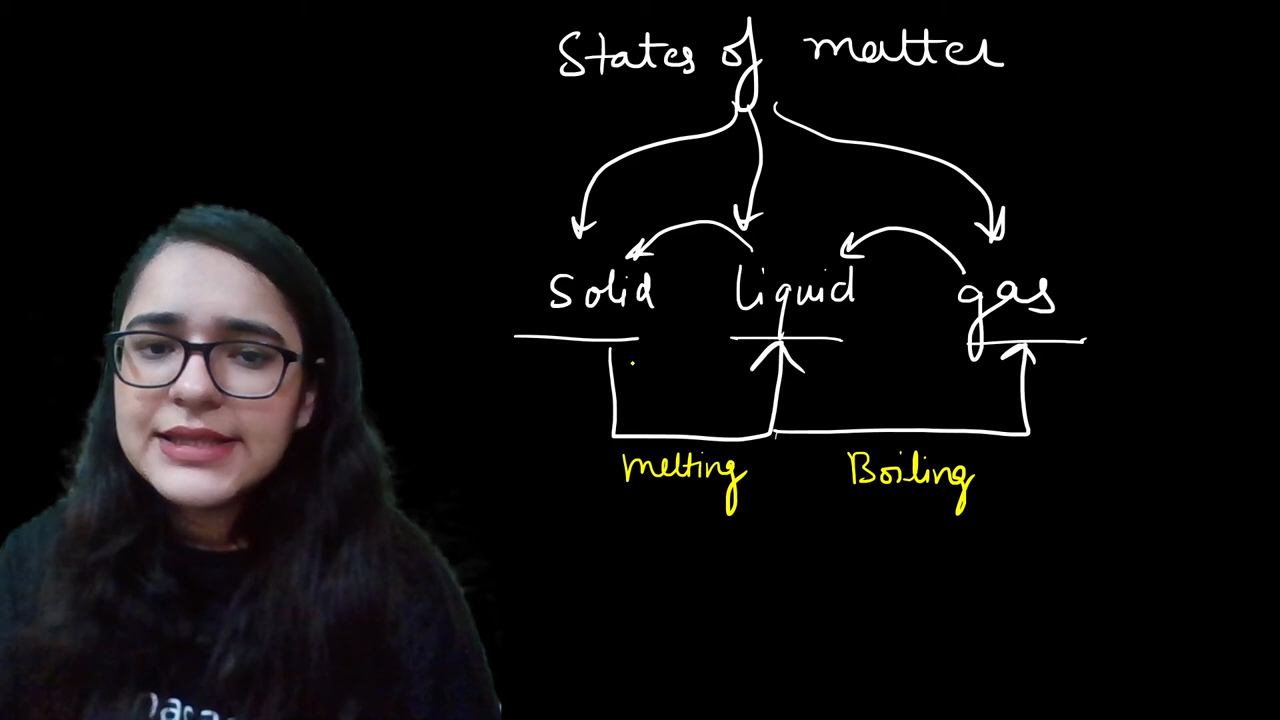 States of matter
Solid liquid gas
Melting Boiling